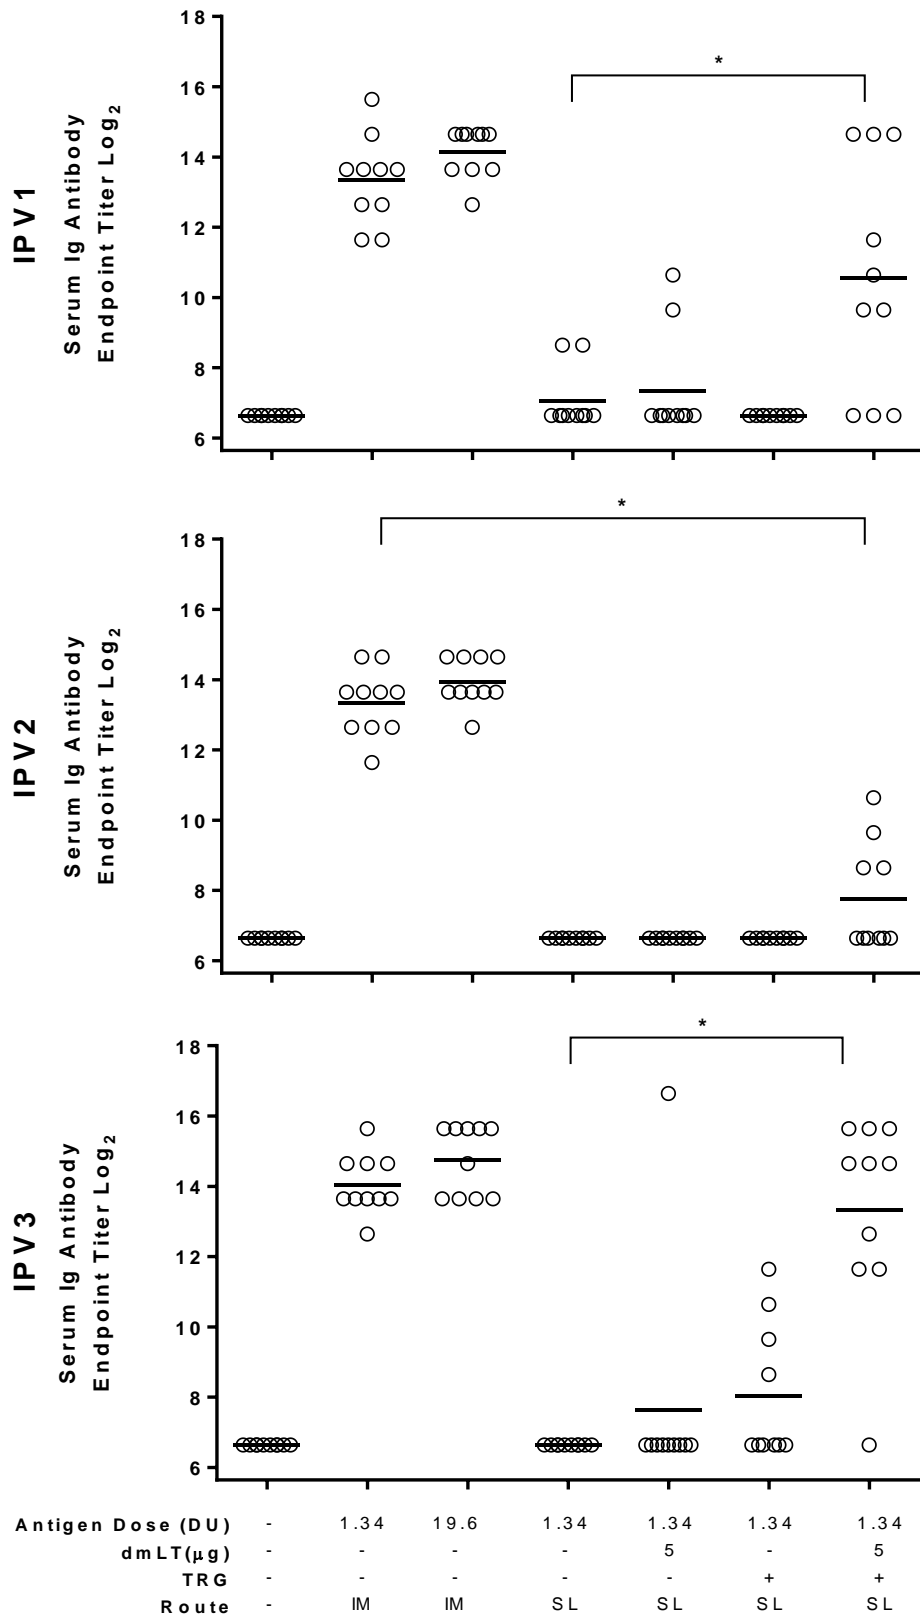 IPV1
Serum Ig Antibody
Endpoint Titer Log2
18
16
14
12
10
8
6
*
IPV2
Serum Ig Antibody
Endpoint Titer Log2
18
16
14
12
10
8
6
*
IPV3
Serum Ig Antibody
Endpoint Titer Log2
18
16
14
12
10
8
6
*
Antigen Dose (DU) - 1.34 19.6 1.34 1.34 1.34 1.34
dmLT(μg) - - - - 5 - 5
TRG - - - - - + +
Route - IM IM SL SL SL SL